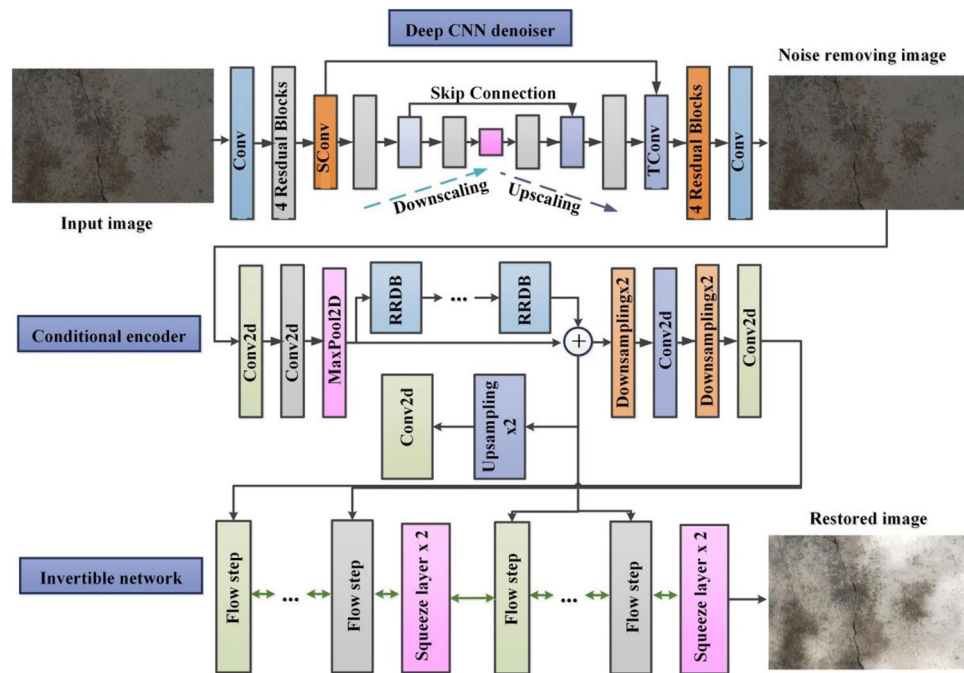 Deep CNN denoiser
Noise removing image
Input image
Conv
4 Resdual Blocks
SConv
Skip Connection
Downscaling
Upscaling
TConv
4 Resdual Blocks
Conv
Conditional encoder
Conv2d
Conv2d
MaxPool2D
RRDB
...
RRDB
+
Downsamplingx2
Conv2d
Downsamplingx2
Conv2d
Conv2d
Upsampling
x2
Invertible network
Flow step
...
Flow step
Squeeze layer x 2
Flow step
...
Flow step
Squeeze layer x 2
Restored image